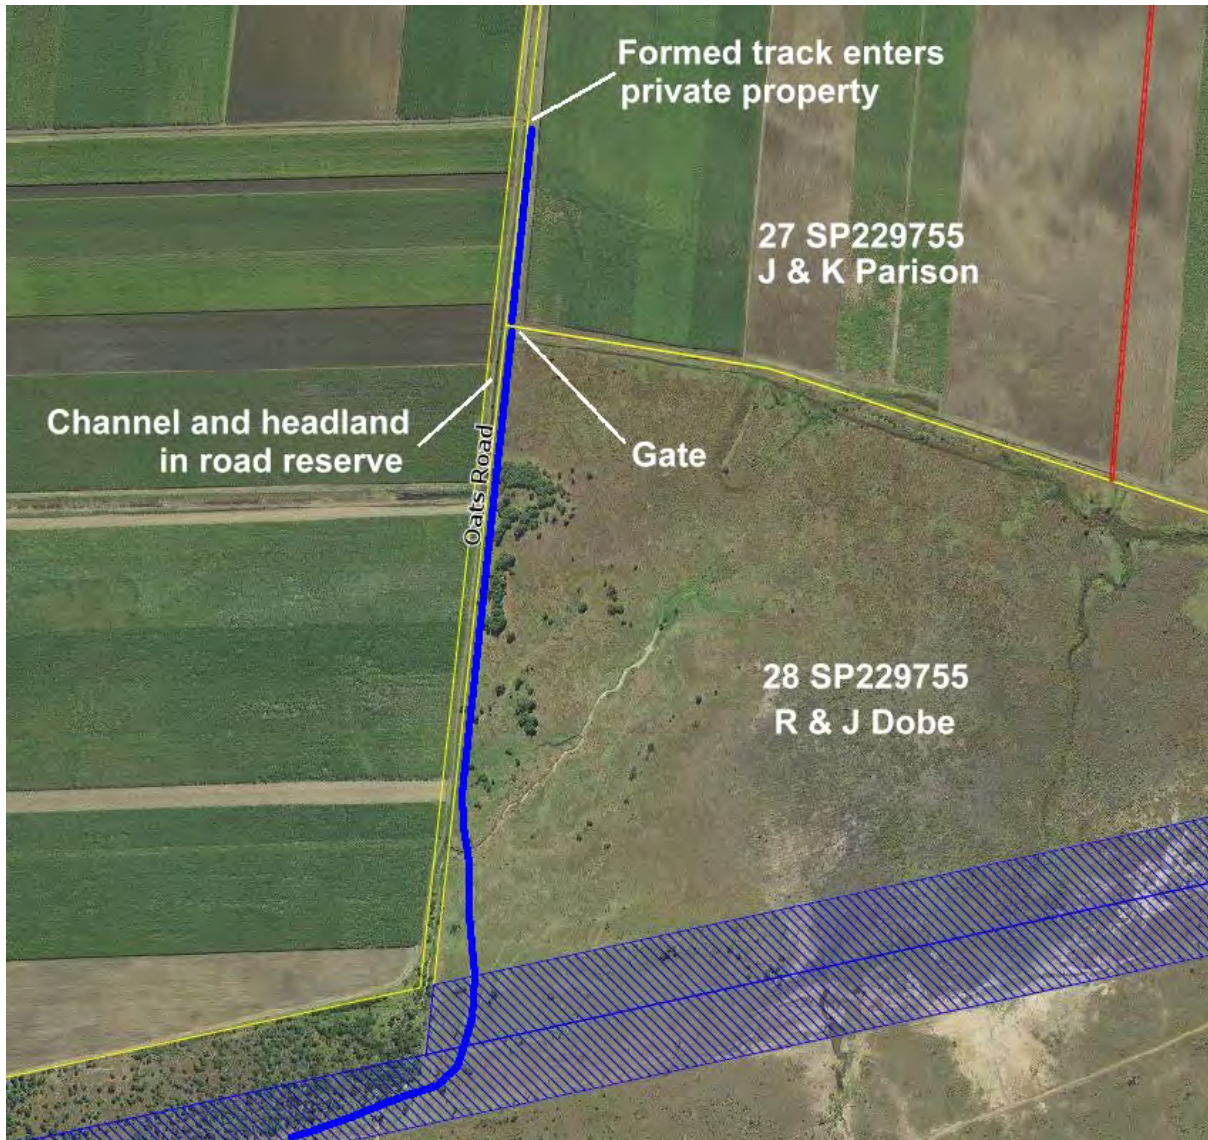 Formed track enters
private property
27 SP229755
J & K Parison
Channel and headland
in road reserve
Gate
Oats Road
28 SP229755
R & J Dobe